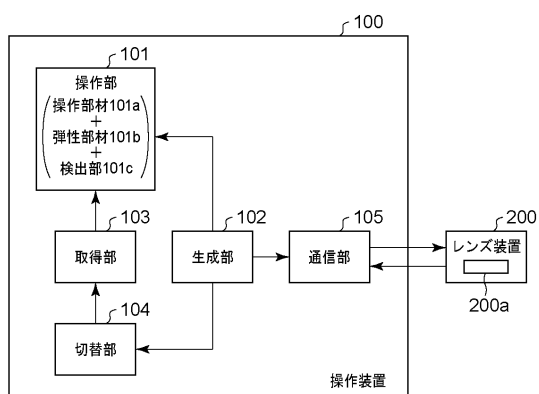 100
101
操作部
操作部材101a
+
弾性部材101b
+
検出部101c
103
取得部
102
生成部
105
通信部
200
レンズ装置
200a
104
切替部
操作装置